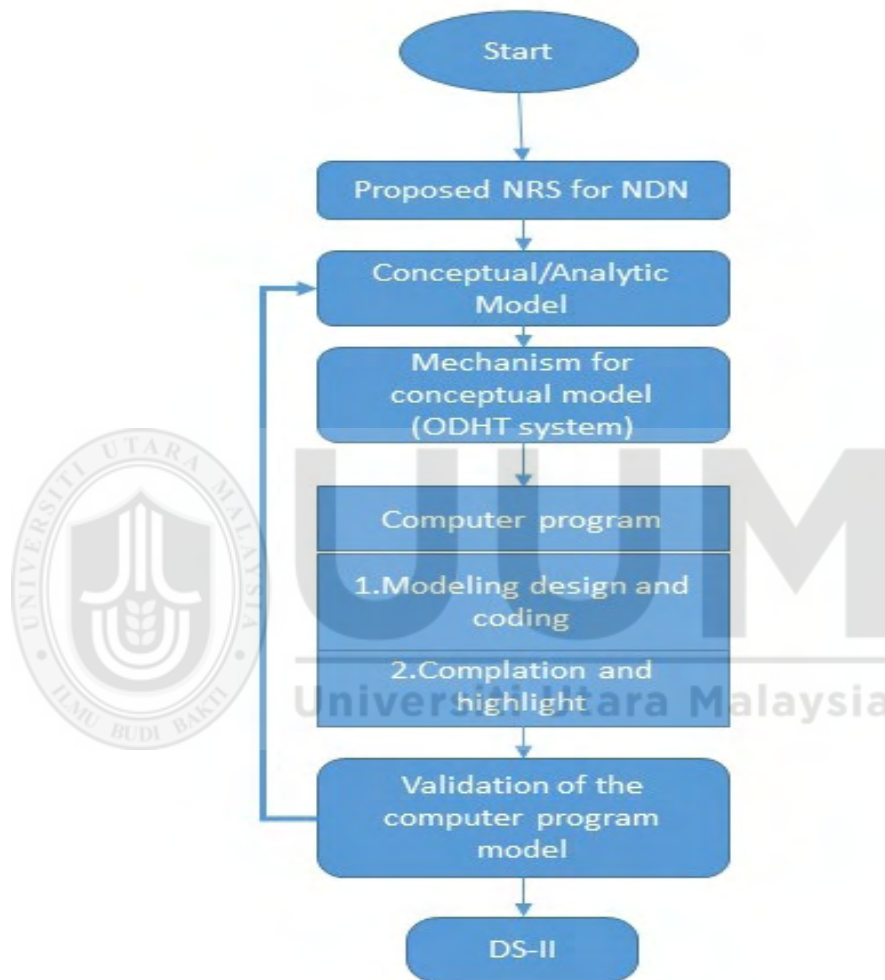 Start
Proposed NRS for NDN
Conceptual/Analytic
Model
Mechanism for
conceptual model
(ODHT system)
Computer program
1.Modeling design and
coding
2.Complation and
highlight
Validation of the
computer program
model
DS-II
UNIVERSITI UTARA MALAYSIA
ILMU BUDI BAKTI
UUM
Universiti Utara Malaysia